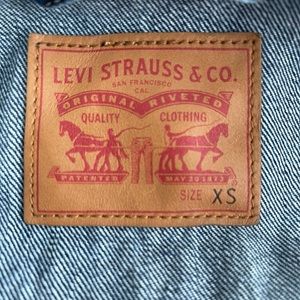 LEVI STRAUSS & CO.
SAN FRANCISCO
CAL.
ORIGINAL RIVETED
QUALITY CLOTHING
PATENTED MAY 20 1873
SIZE XS